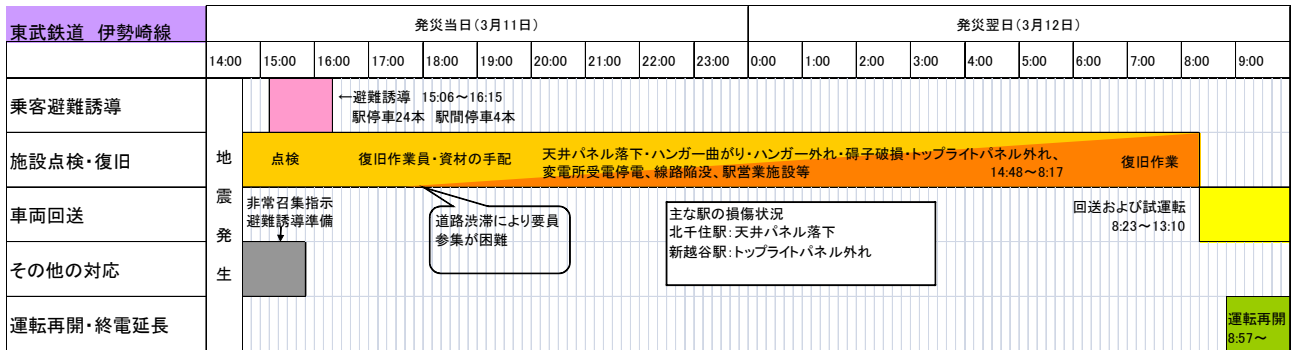 東武鉄道 伊勢崎線
発災当日(3月11日)
発災翌日(3月12日)
14:00 15:00 16:00 17:00 18:00 19:00 20:00 21:00 22:00 23:00 0:00 1:00 2:00 3:00 4:00 5:00 6:00 7:00 8:00 9:00
地震発生
乗客避難誘導
←避難誘導 15:06~16:15
駅停車24本 駅間停車4本
施設点検・復旧
点検
復旧作業員・資材の手配
天井パネル落下・ハンガー曲がり・ハンガー外れ・碍子破損・トップライトパネル外れ、
変電所受電停電、線路陥没、駅営業施設等
14:48~8:17
復旧作業
車両回送
非常召集指示
避難誘導準備
道路渋滞により要員
参集が困難
主な駅の損傷状況
北千住駅:天井パネル落下
新越谷駅:トップライトパネル外れ
回送および試運転
8:23~13:10
その他の対応
運転再開・終電延長
運転再開
8:57~